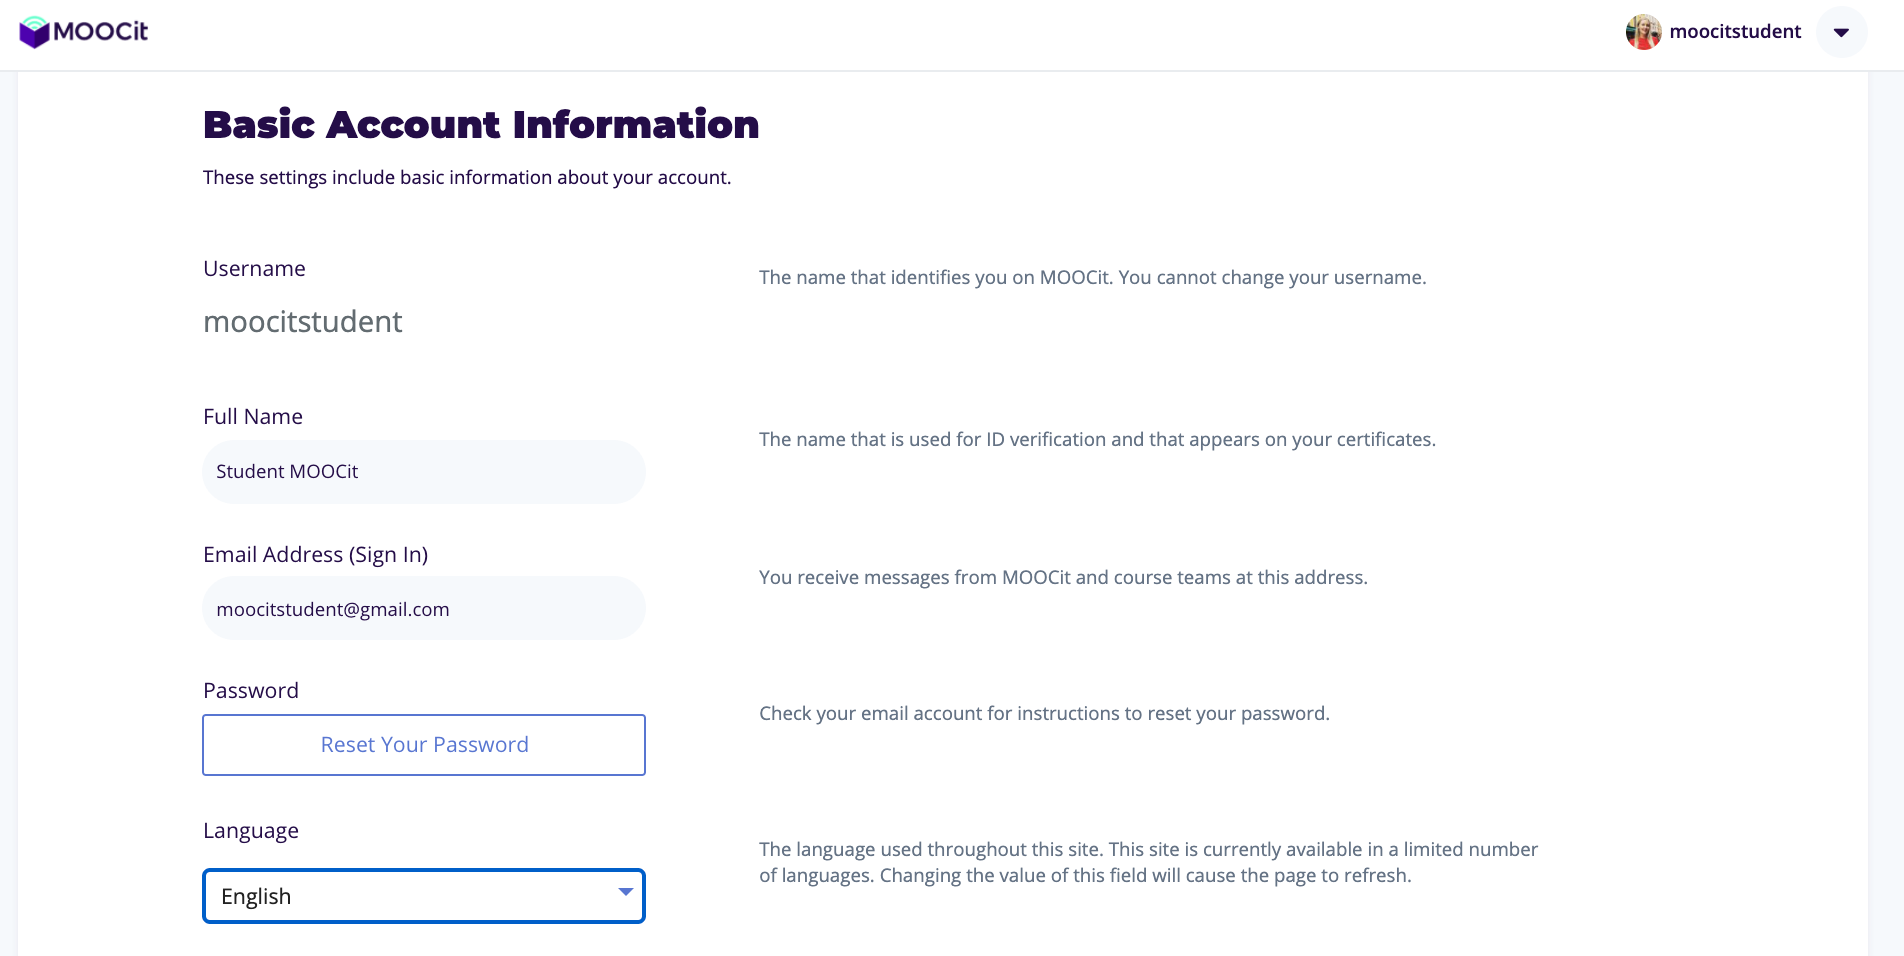 MOOCit
moocitstudent
Basic Account Information
These settings include basic information about your account.
Username
The name that identifies you on MOOCit. You cannot change your username.
moocitstudent
Full Name
The name that is used for ID verification and that appears on your certificates.
Student MOOCit
Email Address (Sign In)
You receive messages from MOOCit and course teams at this address.
moocitstudent@gmail.com
Password
Check your email account for instructions to reset your password.
Reset Your Password
Language
The language used throughout this site. This site is currently available in a limited number
of languages. Changing the value of this field will cause the page to refresh.
English